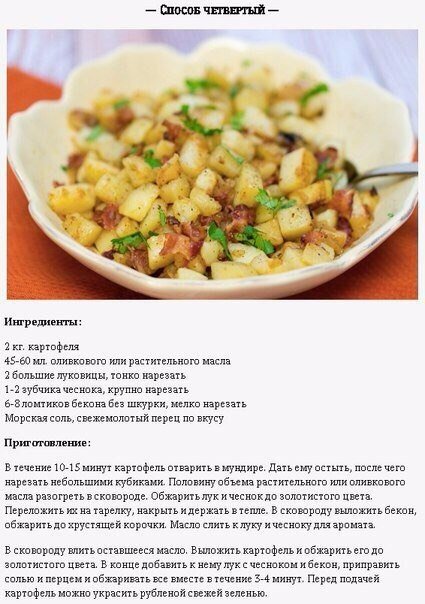 — Способ четвертый —
Ингредиенты:
2 кг. картофеля
45-60 мл. оливкового или растительного масла
2 большие луковицы, тонко нарезать
1-2 зубчика чеснока, крупно нарезать
6-8 ломтиков бекона без шкурки, мелко нарезать
Морская соль, свежемолотый перец по вкусу
Приготовление:
В течение 10-15 минут картофель отварить в мундире. Дать ему остыть, после чего
нарезать небольшими кубиками. Половину объема растительного или оливкового
масла разогреть в сковороде. Обжарить лук и чеснок до золотистого цвета.
Переложить их на тарелку, накрыть и держать в тепле. В сковороду выложить бекон,
обжарить до хрустящей корочки. Масло слить к луку и чесноку для аромата.
В сковороду влить оставшееся масло. Выложить картофель и обжарить его до
золотистого цвета. В конце добавить к нему лук с чесноком и бекон, приправить
солью и перцем и обжаривать все вместе в течение 3-4 минут. Перед подачей
картофель можно украсить рубленой свежей зеленью.